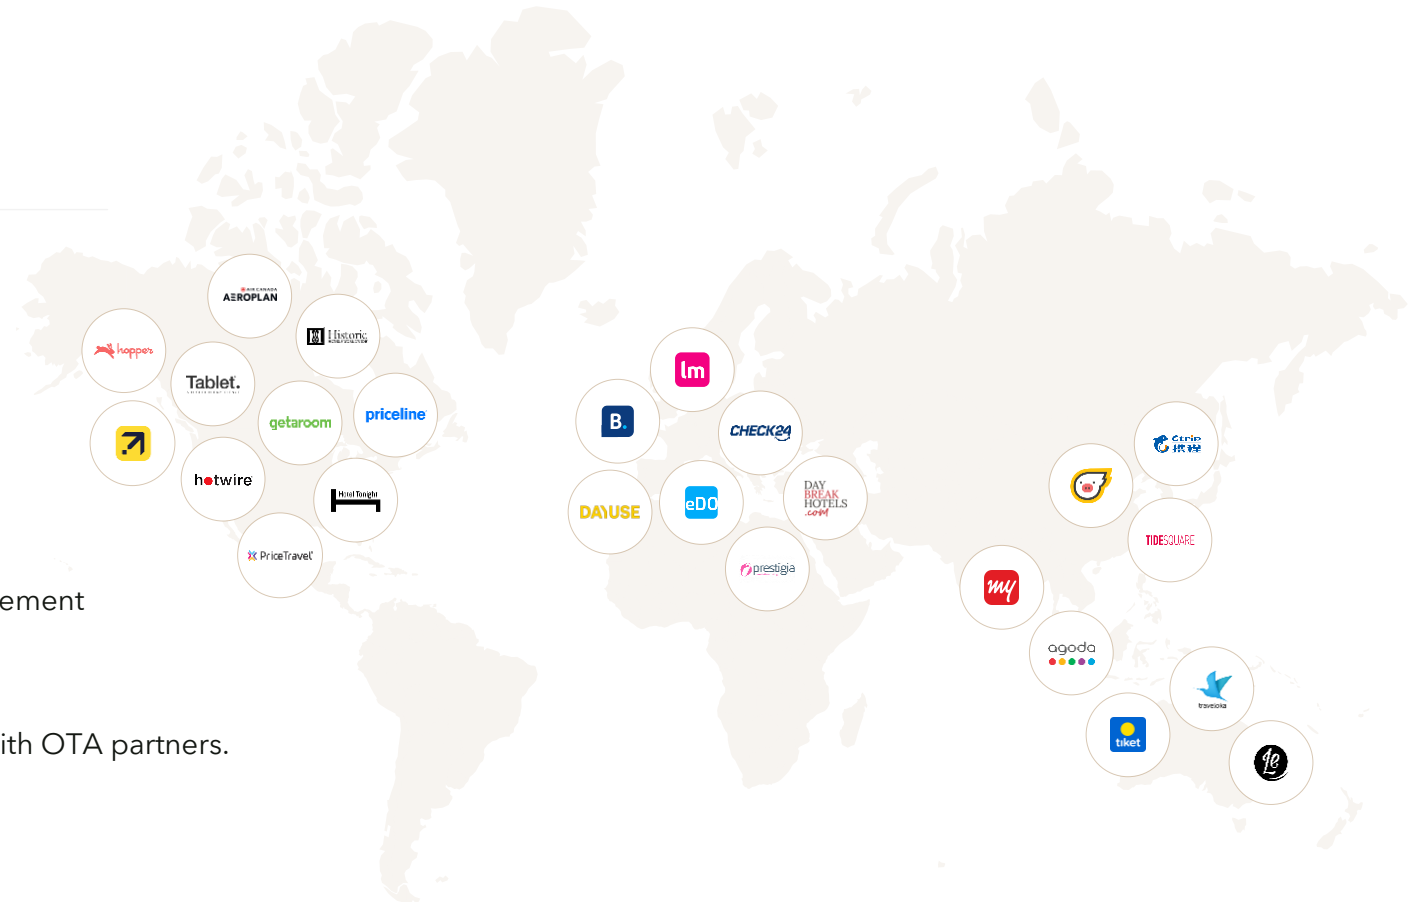 AIR CANADA
AEROPLAN
Historic
hopper
Tablet.
getaroom
priceline
hotwire
Hotel Tonight
PriceTravel
lm
B.
CHECK24
DAYUSE
eDO
DAY
BREAK
HOTELS
.com
prestigia
Ctrip
携程
TIDESQUARE
my
agoda
traveloka
tiket
Le
ement
ith OTA partners.